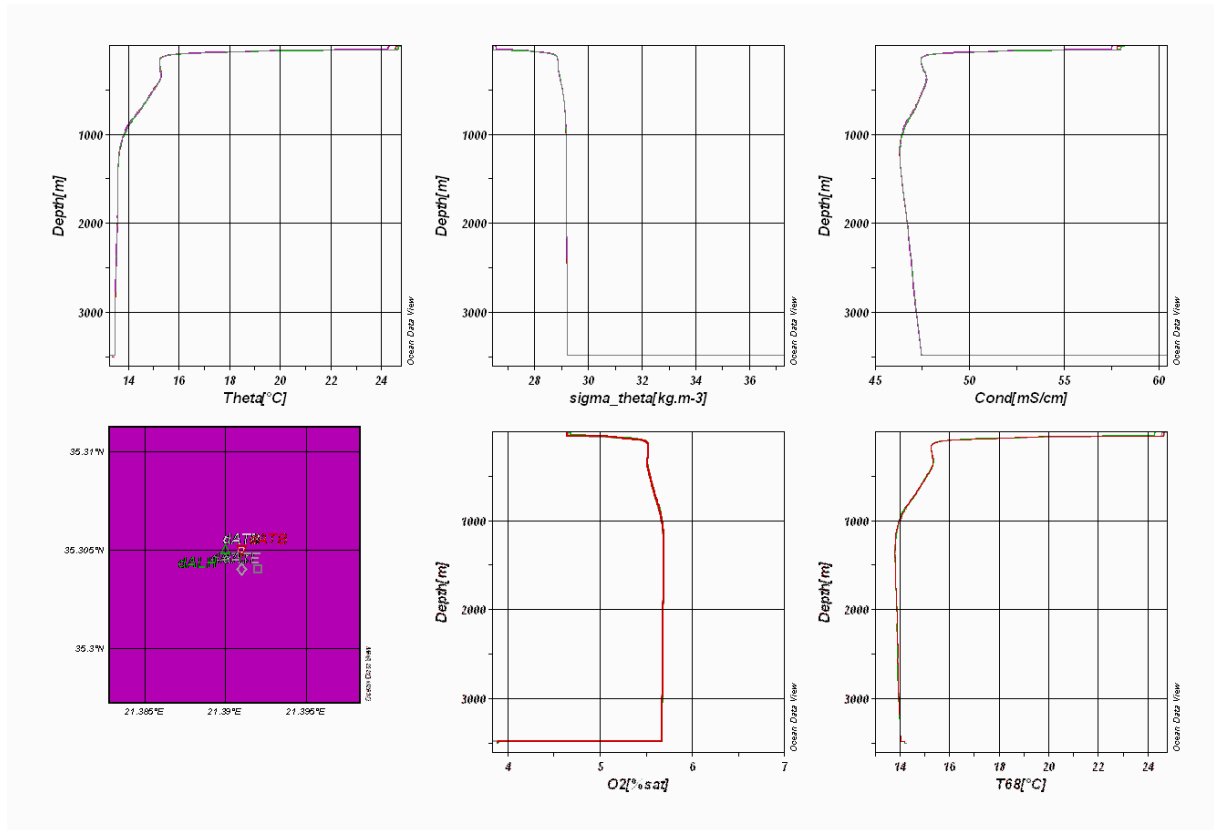 1000
2000
3000
Depth[m]
14 16 18 20 22 24
Theta[°C]
Ocean Data View
1000
2000
3000
Depth[m]
28 30 32 34 36
sigma_theta[kg.m-3]
Ocean Data View
1000
2000
3000
Depth[m]
45 50 55 60
Cond[mS/cm]
Ocean Data View
35.31°N
35.305°N
35.3°N
21.385°E 21.39°E 21.395°E
Ocean Data View
1000
2000
3000
Depth[m]
4 5 6 7
Ocean Data View
1000
2000
3000
Depth[m]
14 16 18 20 22 24
T68[°C]
Ocean Data View